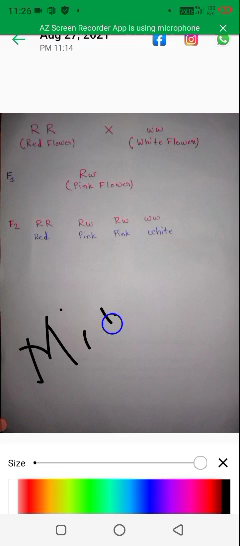 11:26
AZ Screen Recorder App is using microphone
Aug 27, 2021
PM 11:14
RR X ww
(Red Flower) (White Flower)
F1
Rw
(Pink Flower)
F2 RR Rw Rw ww
Red Pink Pink White
Size